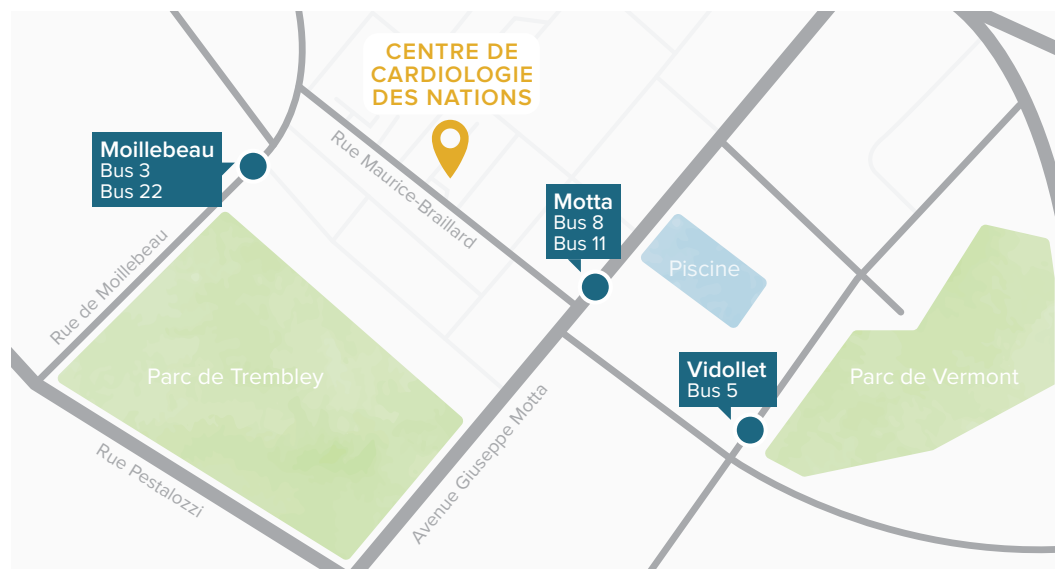 CENTRE DE
CARDIOLOGIE
DES NATIONS
Moillebeau
Bus 3
Bus 22
Rue Maurice-Braillard
Motta
Bus 8
Bus 11
Piscine
Rue de Moillebeau
Parc de Trembley
Vidollet
Bus 5
Parc de Vermont
Avenue Giuseppe Motta
Rue Pestalozzi